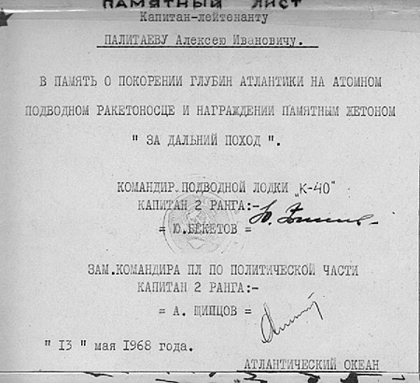 ПАМЯТНЫЙ ЛИСТ
Капитан-лейтенанту
ПАЛИТАЕВУ Алексею Ивановичу.
В ПАМЯТЬ О ПОКОРЕНИИ ГЛУБИН АТЛАНТИКИ НА АТОМНОМ
ПОДВОДНОМ РАКЕТОНОСЦЕ И НАГРАЖДЕНИИ ПАМЯТНЫМ ЖЕТОНОМ
" ЗА ДАЛЬНИЙ ПОХОД ".
КОМАНДИР ПОДВОДНОЙ ЛОДКИ „К-40"
КАПИТАН 2 РАНГА:-
= Ю.БЕКЕТОВ =
ЗАМ.КОМАНДИРА ПЛ ПО ПОЛИТИЧЕСКОЙ ЧАСТИ
КАПИТАН 2 РАНГА:-
= А. ЩИПЦОВ =
" 13 " мая 1968 года.
АТЛАНТИЧЕСКИЙ ОКЕАН